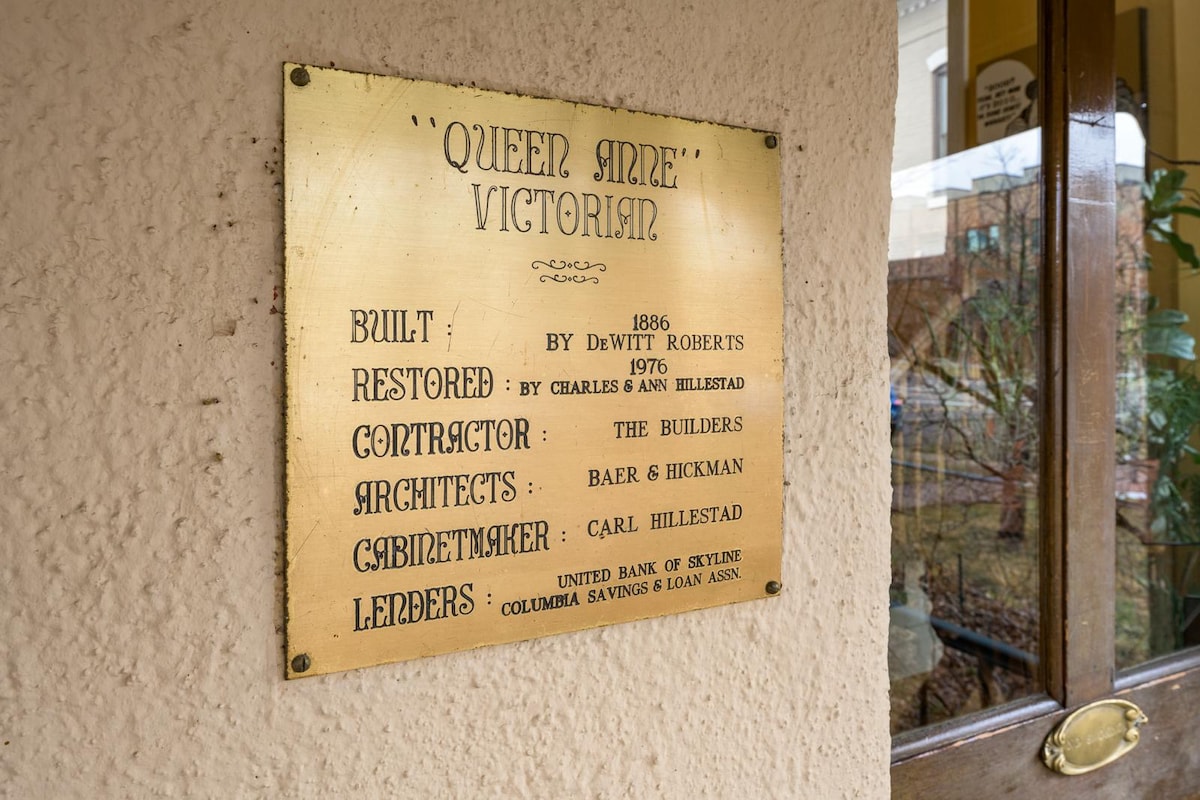 "QUEEN ANNE"
VICTORIAN
BUILT : 1886
BY DeWITT ROBERTS
1976
RESTORED : BY CHARLES & ANN HILLESTAD
CONTRACTOR : THE BUILDERS
ARCHITECTS : BAER & HICKMAN
CABINETMAKER : CARL HILLESTAD
LENDERS : UNITED BANK OF SKYLINE
COLUMBIA SAVINGS & LOAN ASSN.